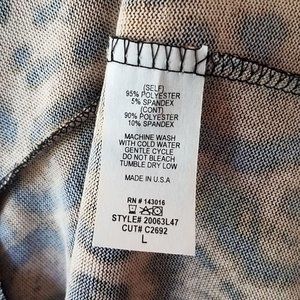 (SELF)
95% POLYESTER
5% SPANDEX
(CONT)
90% POLYESTER
10% SPANDEX
MACHINE WASH
WITH COLD WATER
GENTLE CYCLE
DO NOT BLEACH
TUMBLE DRY LOW
MADE IN U.S.A
RN # 143016
STYLE# 20063L47
CUT# C2692
L